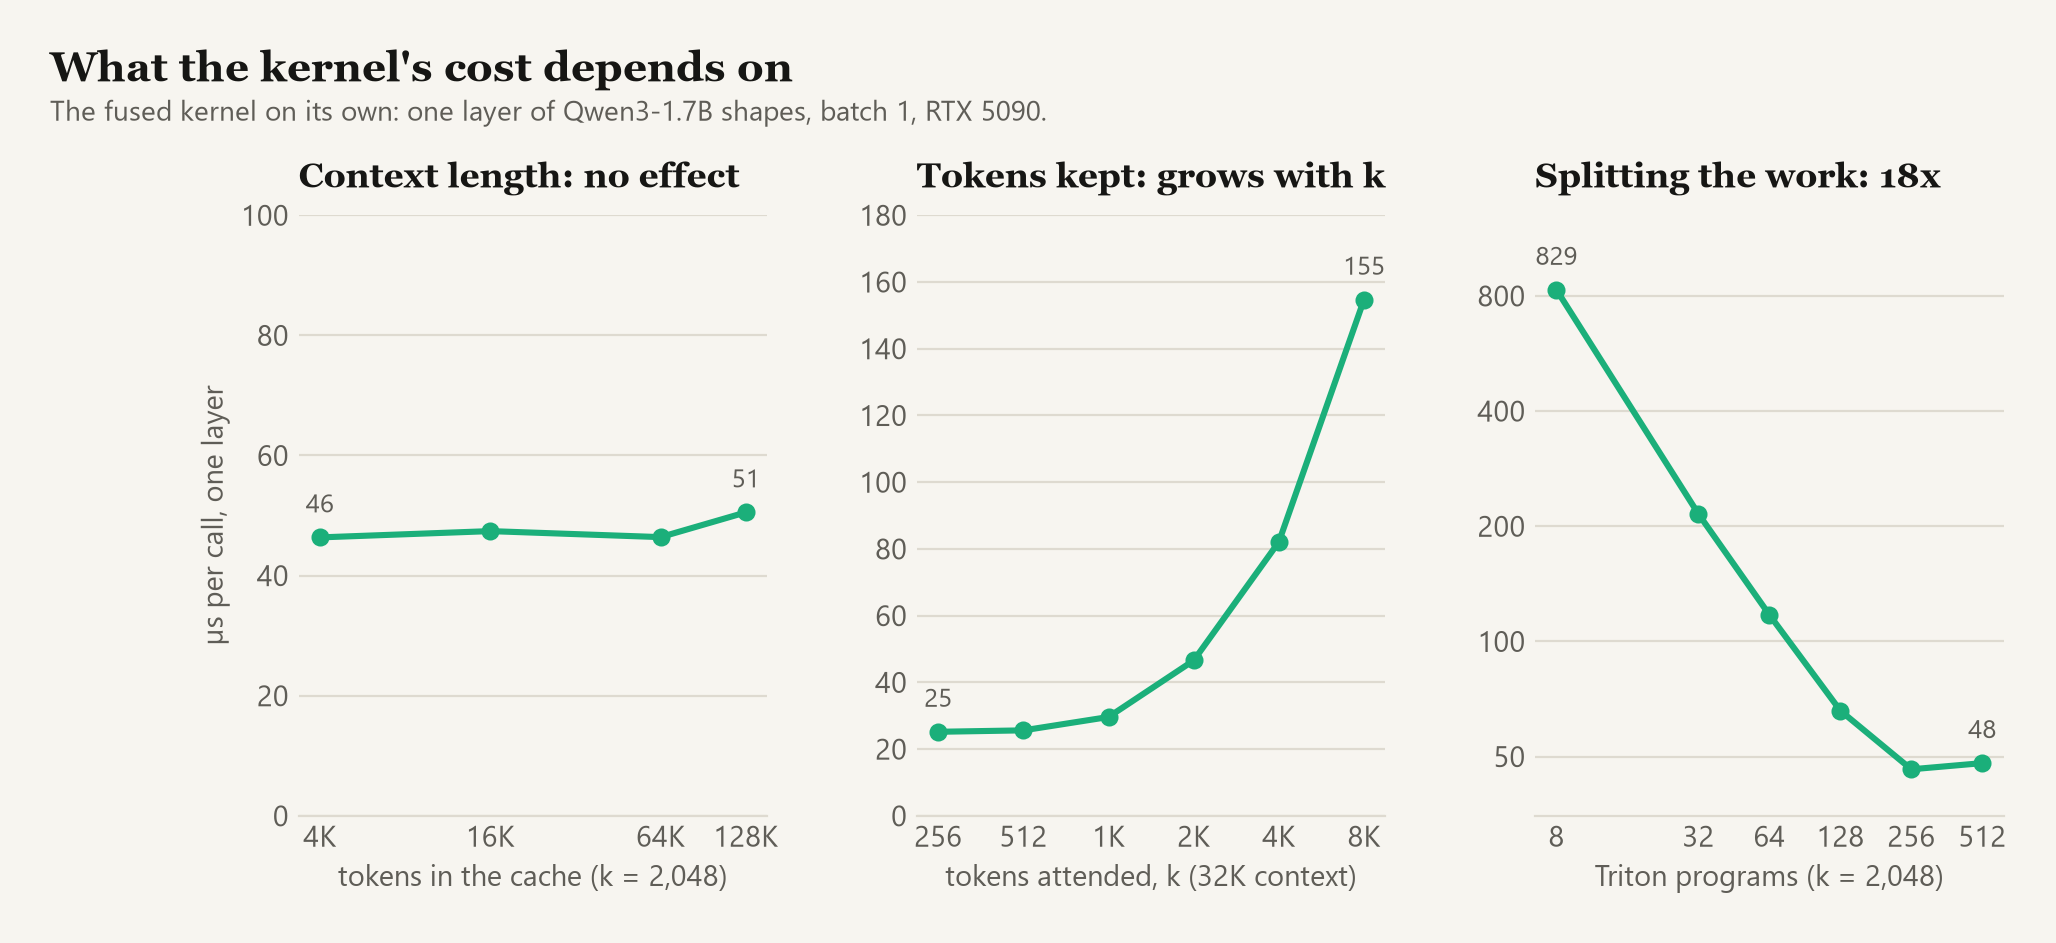 What the kernel's cost depends on
The fused kernel on its own: one layer of Qwen3-1.7B shapes, batch 1, RTX 5090.
Context length: no effect
100
80
60
40
20
0
µs per call, one layer
46
51
4K 16K 64K 128K
tokens in the cache (k = 2,048)
Tokens kept: grows with k
180
160
140
120
100
80
60
40
20
0
25
155
256 512 1K 2K 4K 8K
tokens attended, k (32K context)
Splitting the work: 18x
829
800
400
200
100
50
48
8 32 64 128 256 512
Triton programs (k = 2,048)